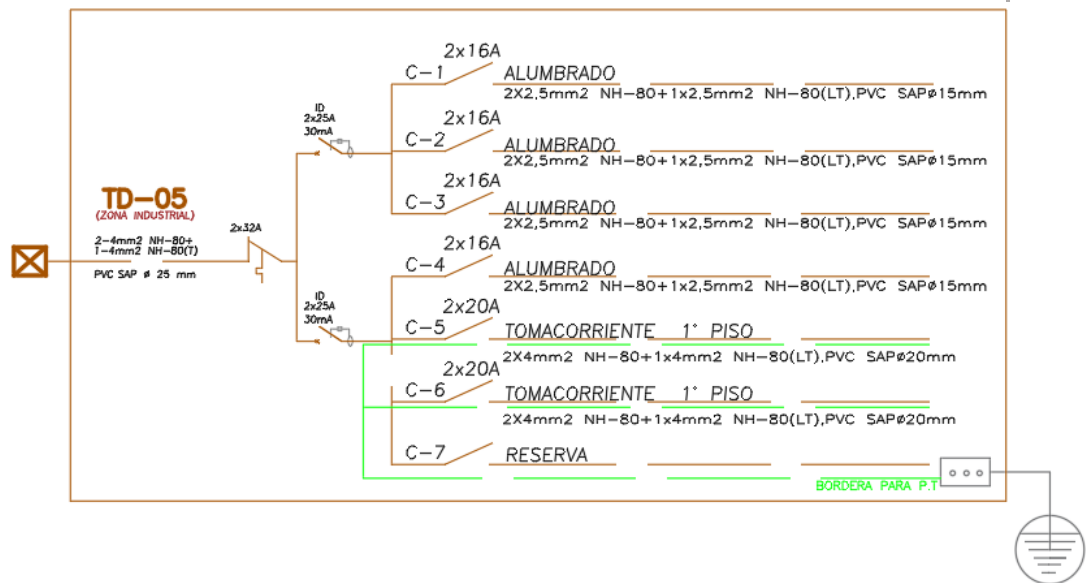 TD-05
(ZONA INDUSTRIAL)
2-4mm2 NH-80+
1-4mm2 NH-80(T)
PVC SAP ø 25 mm
2x32A
ID
2x25A
30mA
ID
2x25A
30mA
2x16A
C-1 ALUMBRADO
2X2,5mm2 NH-80+1x2,5mm2 NH-80(LT),PVC SAPø15mm
2x16A
C-2 ALUMBRADO
2X2,5mm2 NH-80+1x2,5mm2 NH-80(LT),PVC SAPø15mm
2x16A
C-3 ALUMBRADO
2X2,5mm2 NH-80+1x2,5mm2 NH-80(LT),PVC SAPø15mm
2x16A
C-4 ALUMBRADO
2X2,5mm2 NH-80+1x2,5mm2 NH-80(LT),PVC SAPø15mm
2x20A
C-5 TOMACORRIENTE 1° PISO
2X4mm2 NH-80+1x4mm2 NH-80(LT),PVC SAPø20mm
2x20A
C-6 TOMACORRIENTE 1° PISO
2X4mm2 NH-80+1x4mm2 NH-80(LT),PVC SAPø20mm
C-7 RESERVA
BORDERA PARA P.T